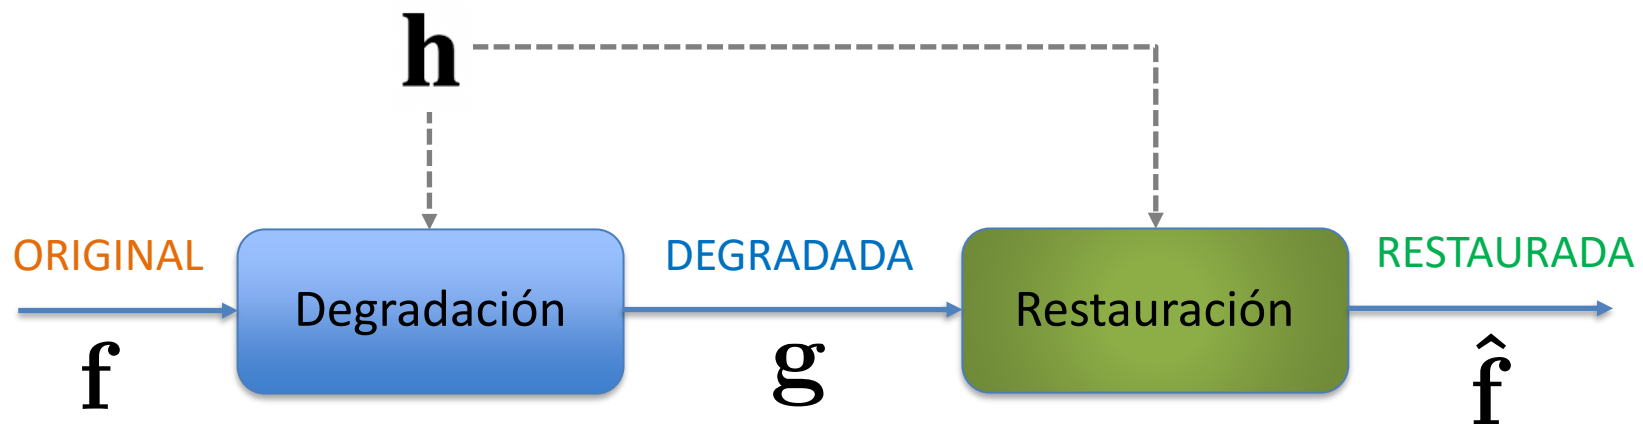 h
ORIGINAL
DEGRADADA
RESTAURADA
Degradación
Restauración
f
g
f̂